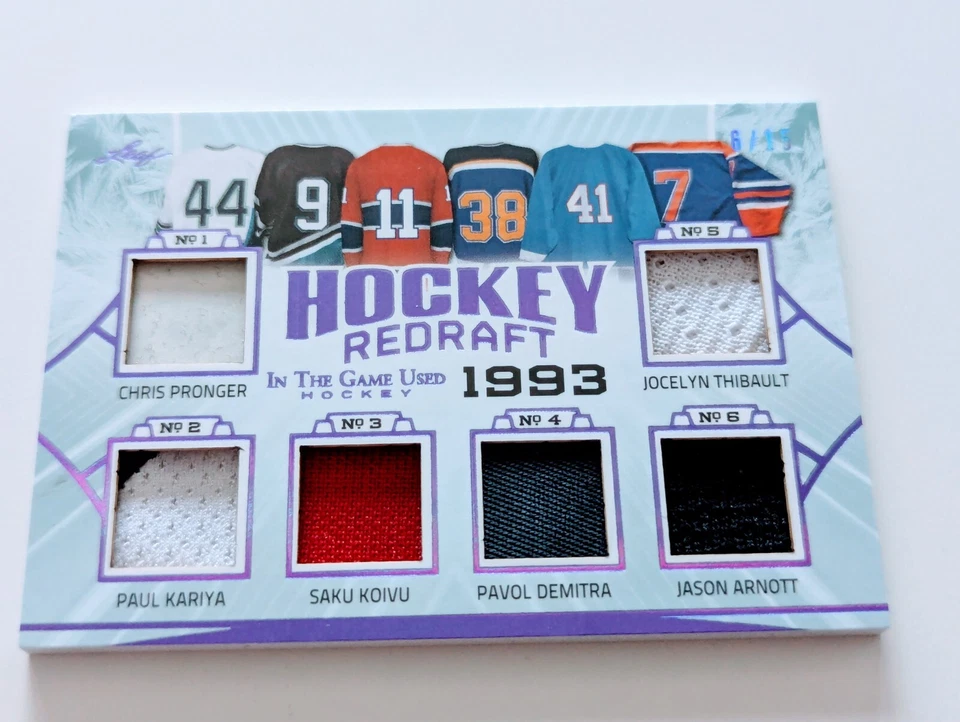 Leaf
6/15
44 9 11 38 41 7
No 1
No 5
HOCKEY
REDRAFT
IN THE GAME USED
HOCKEY
1993
CHRIS PRONGER
JOCELYN THIBAULT
No 2
No 3
No 4
No 6
PAUL KARIYA
SAKU KOIVU
PAVOL DEMITRA
JASON ARNOTT